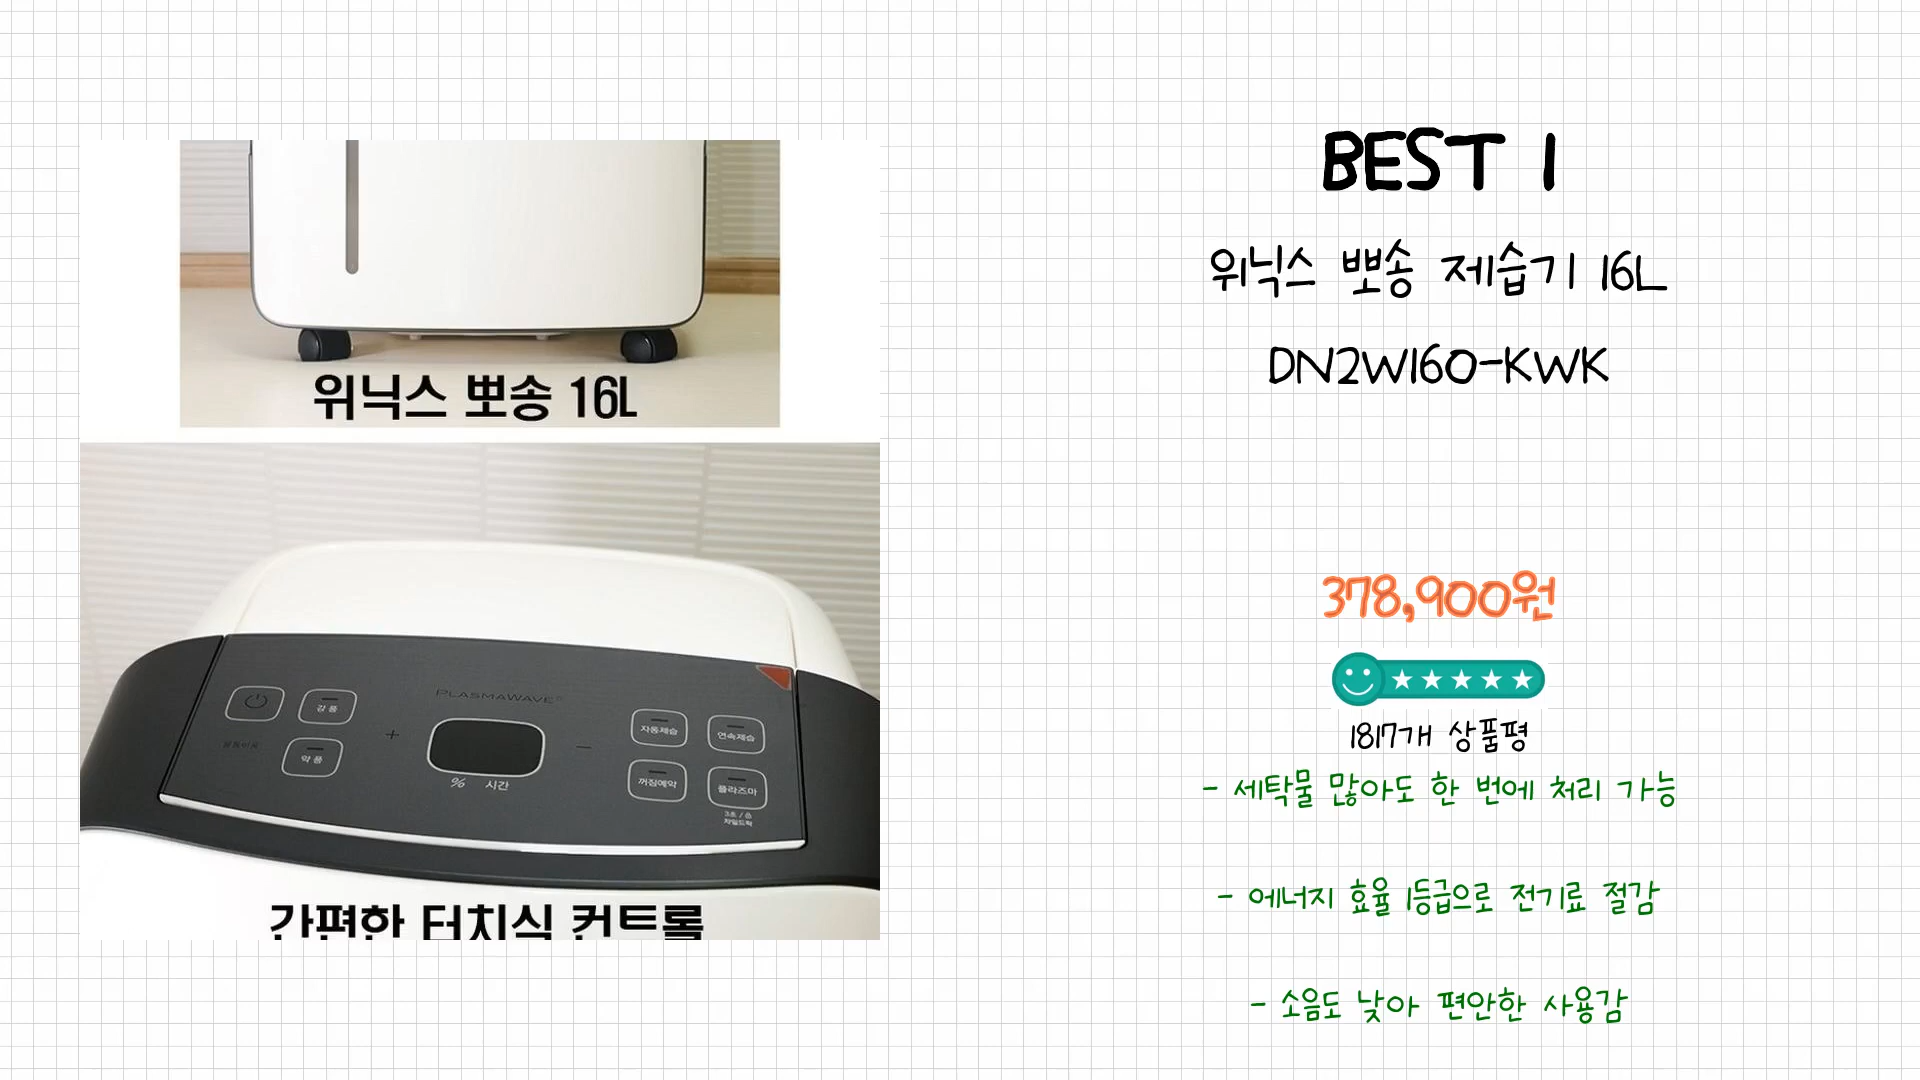 위닉스 뽀송 16L
PLASMAWAVE
강풍
약풍
+
−
% 시간
자동제습
연속제습
꺼짐예약
플라즈마
간편한 터치식 컨트롤
BEST 1
위닉스 뽀송 제습기 16L
DN2W160-KWK
378,900원
1817개 상품평
- 세탁물 많아도 한 번에 처리 가능
- 에너지 효율 1등급으로 전기료 절감
- 소음도 낮아 편안한 사용감